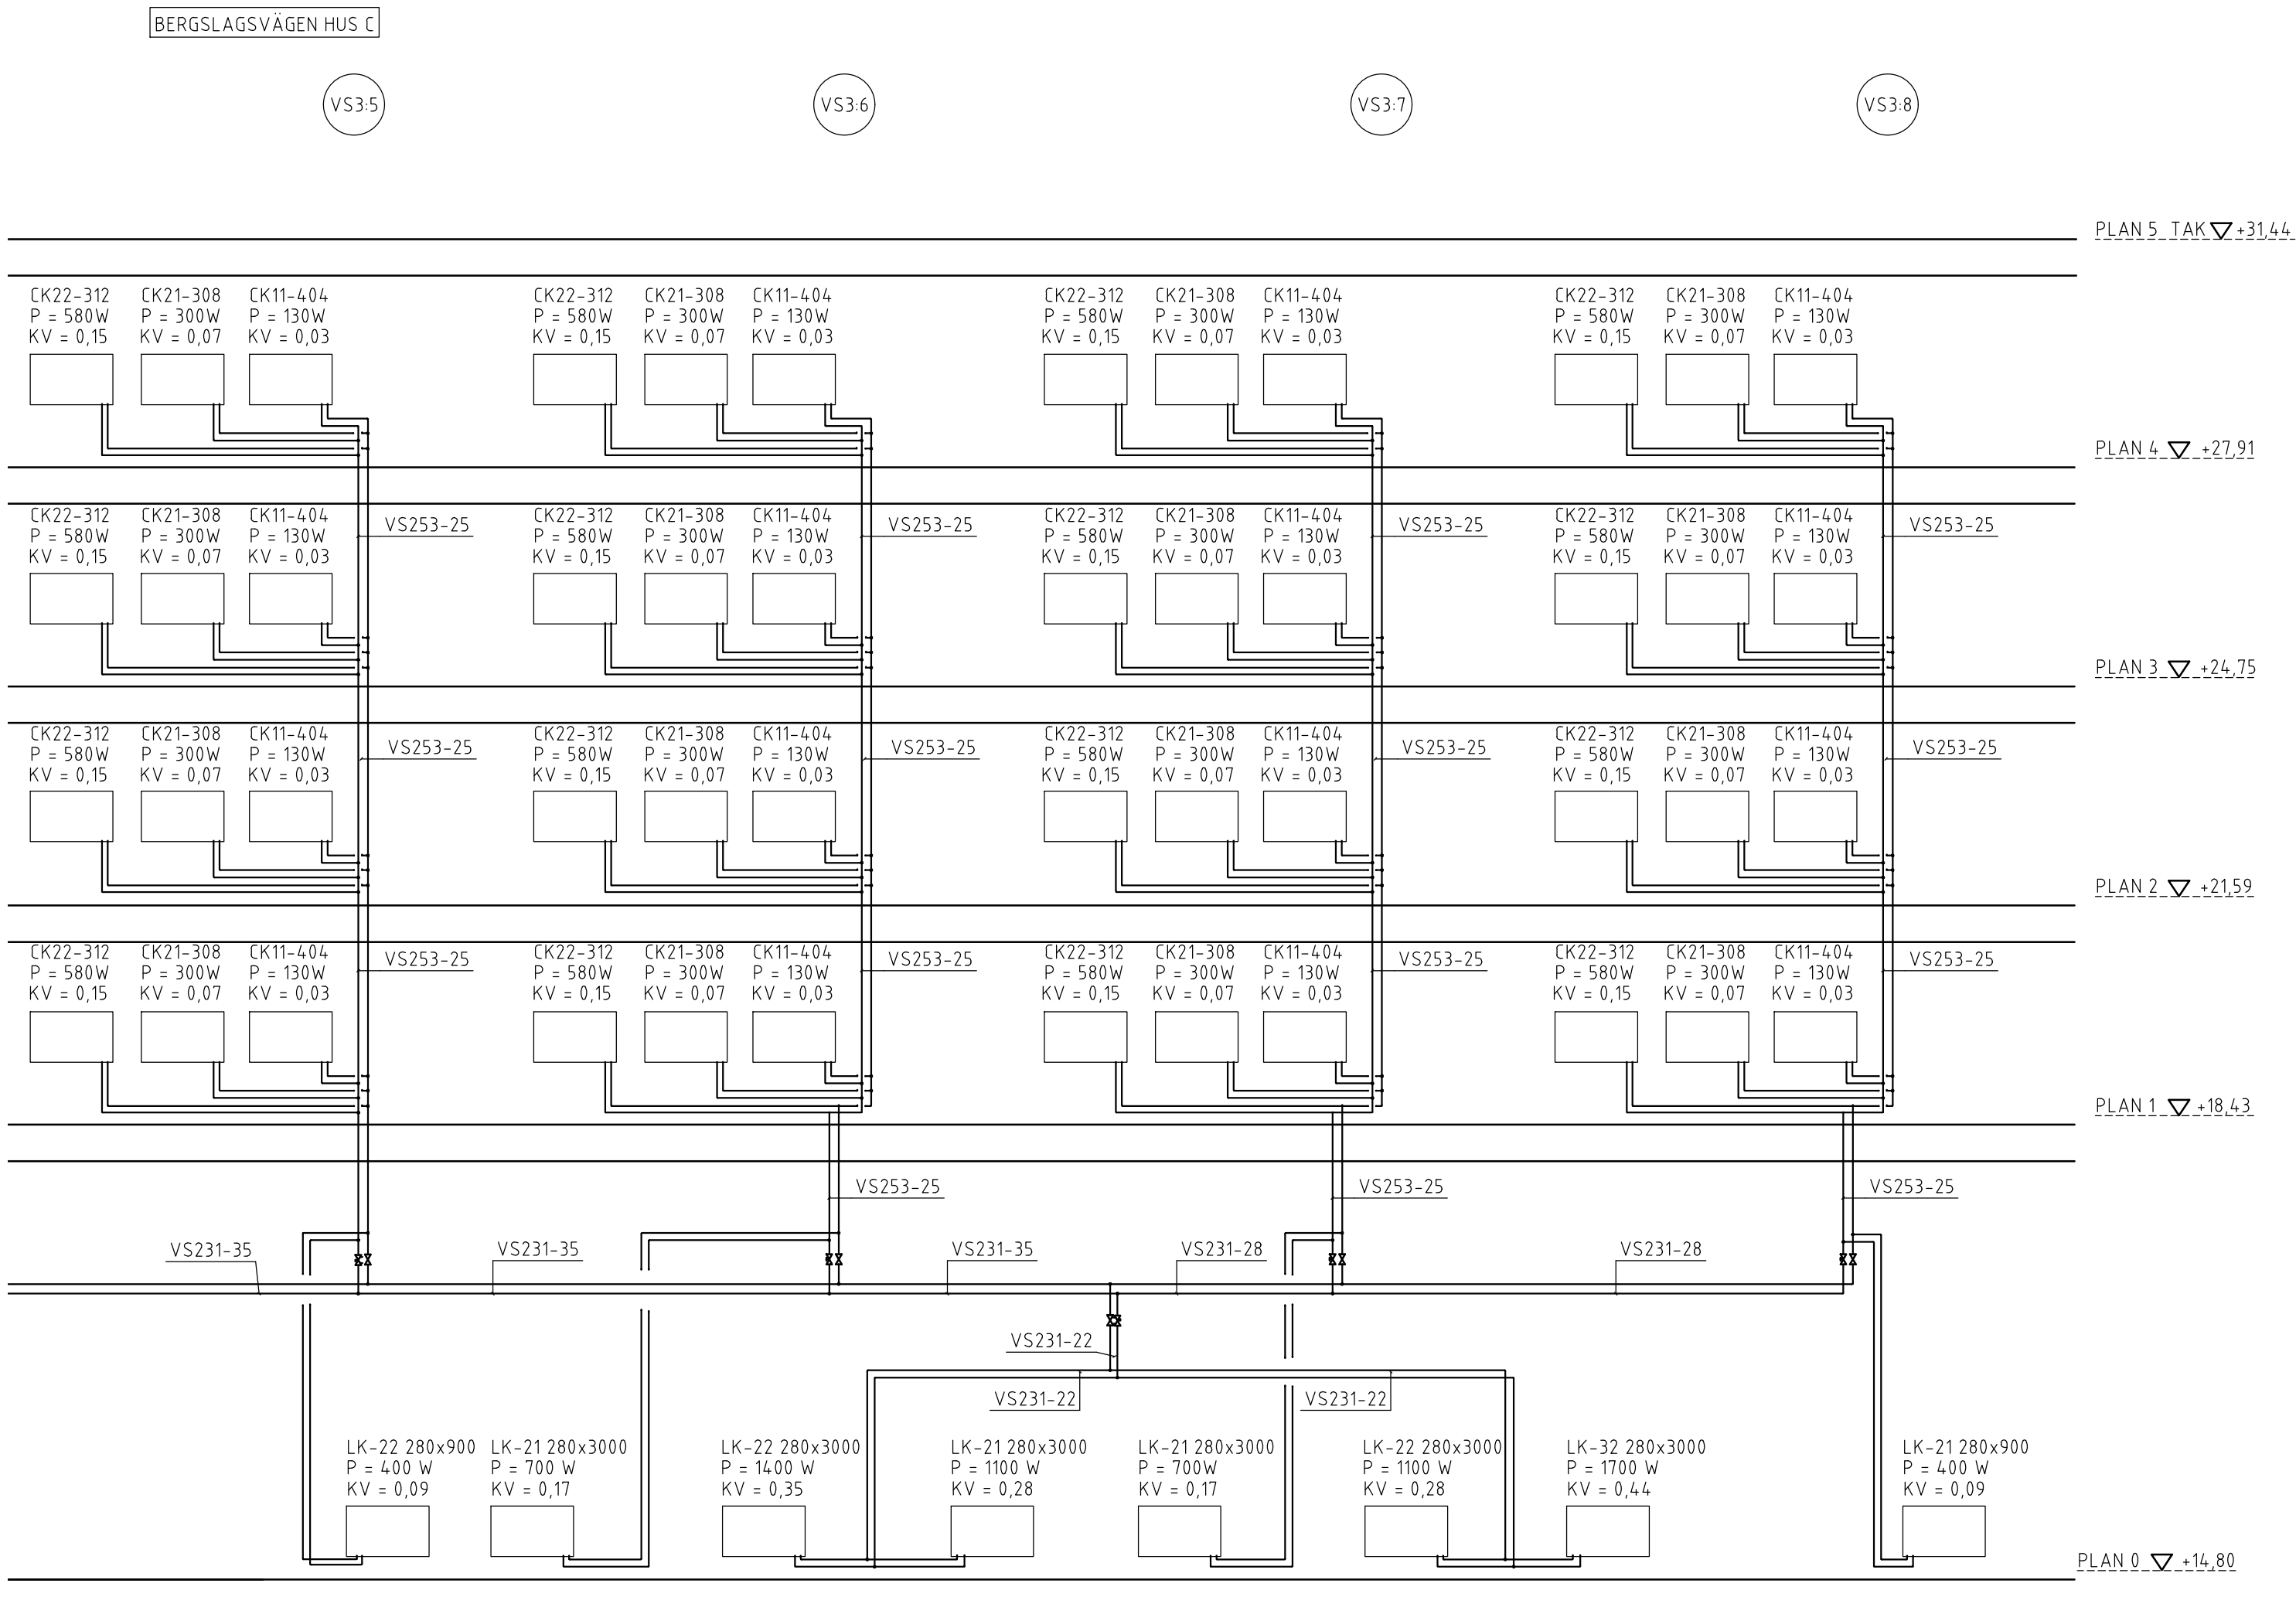 BERGSLAGSVÄGEN HUS C
VS3:5 VS3:6 VS3:7 VS3:8
PLAN 5 TAK +31,44
CK22-312 CK21-308 CK11-404 CK22-312 CK21-308 CK11-404 CK22-312 CK21-308 CK11-404 CK22-312 CK21-308 CK11-404
P = 580W P = 300W P = 130W P = 580W P = 300W P = 130W P = 580W P = 300W P = 130W P = 580W P = 300W P = 130W
KV = 0,15 KV = 0,07 KV = 0,03 KV = 0,15 KV = 0,07 KV = 0,03 KV = 0,15 KV = 0,07 KV = 0,03 KV = 0,15 KV = 0,07 KV = 0,03
PLAN 4 +27,91
CK22-312 CK21-308 CK11-404 CK22-312 CK21-308 CK11-404 CK22-312 CK21-308 CK11-404 CK22-312 CK21-308 CK11-404
VS253-25 VS253-25 VS253-25 VS253-25
P = 580W P = 300W P = 130W P = 580W P = 300W P = 130W P = 580W P = 300W P = 130W P = 580W P = 300W P = 130W
KV = 0,15 KV = 0,07 KV = 0,03 KV = 0,15 KV = 0,07 KV = 0,03 KV = 0,15 KV = 0,07 KV = 0,03 KV = 0,15 KV = 0,07 KV = 0,03
PLAN 3 +24,75
CK22-312 CK21-308 CK11-404 CK22-312 CK21-308 CK11-404 CK22-312 CK21-308 CK11-404 CK22-312 CK21-308 CK11-404
VS253-25 VS253-25 VS253-25 VS253-25
P = 580W P = 300W P = 130W P = 580W P = 300W P = 130W P = 580W P = 300W P = 130W P = 580W P = 300W P = 130W
KV = 0,15 KV = 0,07 KV = 0,03 KV = 0,15 KV = 0,07 KV = 0,03 KV = 0,15 KV = 0,07 KV = 0,03 KV = 0,15 KV = 0,07 KV = 0,03
PLAN 2 +21,59
CK22-312 CK21-308 CK11-404 CK22-312 CK21-308 CK11-404 CK22-312 CK21-308 CK11-404 CK22-312 CK21-308 CK11-404
VS253-25 VS253-25 VS253-25 VS253-25
P = 580W P = 300W P = 130W P = 580W P = 300W P = 130W P = 580W P = 300W P = 130W P = 580W P = 300W P = 130W
KV = 0,15 KV = 0,07 KV = 0,03 KV = 0,15 KV = 0,07 KV = 0,03 KV = 0,15 KV = 0,07 KV = 0,03 KV = 0,15 KV = 0,07 KV = 0,03
PLAN 1 +18,43
VS253-25 VS253-25 VS253-25
VS231-35 VS231-35 VS231-35 VS231-28 VS231-28
VS231-22
VS231-22 VS231-22
LK-22 280x900 LK-21 280x3000 LK-22 280x3000 LK-21 280x3000 LK-21 280x3000 LK-22 280x3000 LK-32 280x3000 LK-21 280x900
P = 400 W P = 700 W P = 1400 W P = 1100 W P = 700W P = 1100 W P = 1700 W P = 400 W
KV = 0,09 KV = 0,17 KV = 0,35 KV = 0,28 KV = 0,17 KV = 0,28 KV = 0,44 KV = 0,09
PLAN 0 +14,80